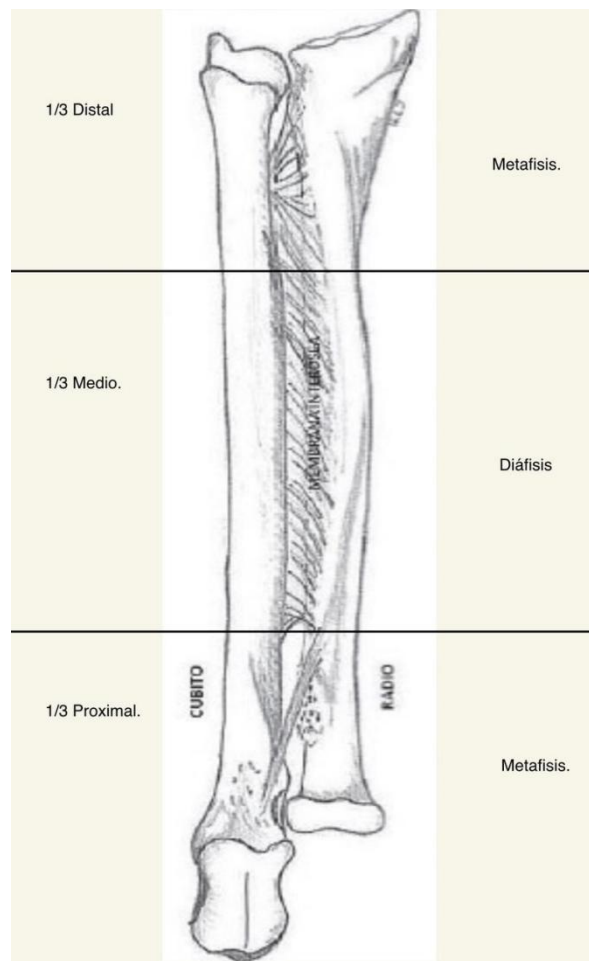 1/3 Distal
Metafisis.
1/3 Medio.
MEMBRANA INTEROSEA
Diáfisis
CUBITO
RADIO
1/3 Proximal.
Metafisis.